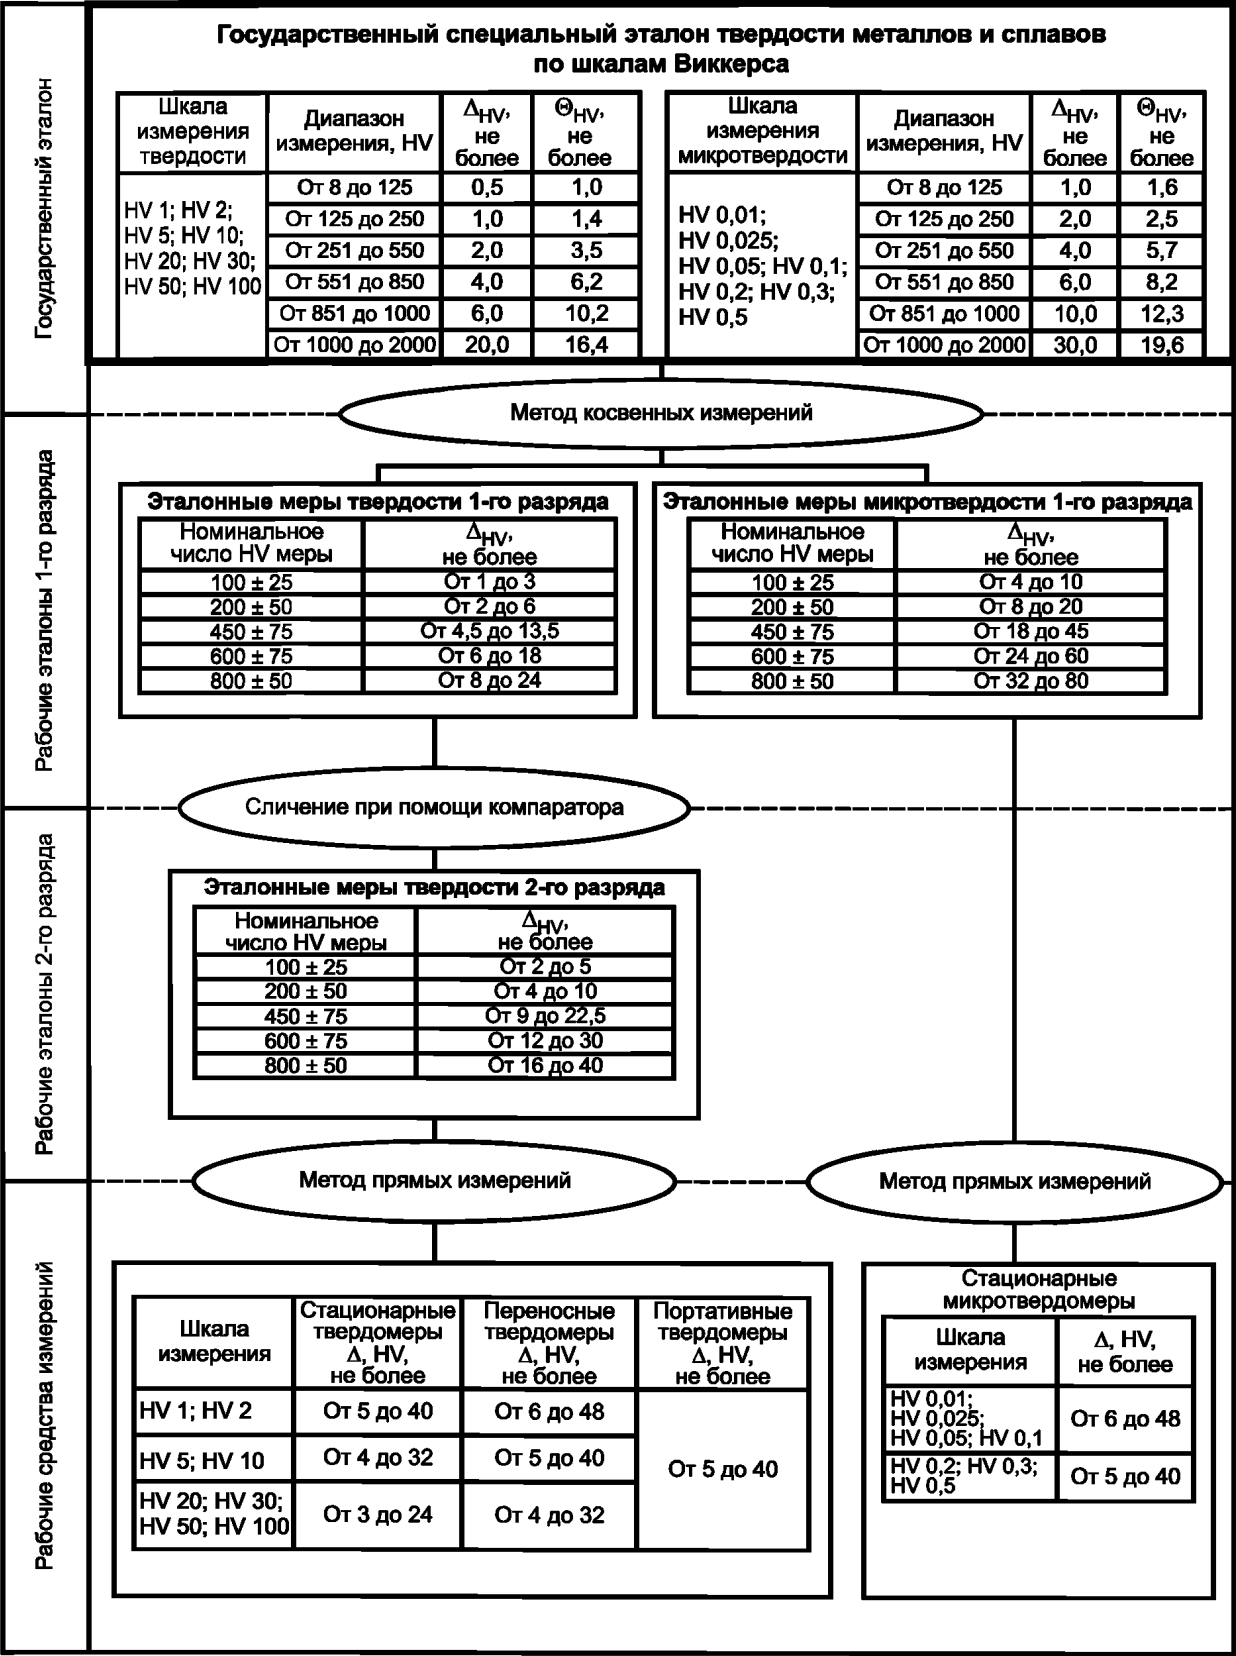 Государственный эталон
Государственный специальный эталон твердости металлов и сплавов
по шкалам Виккерса
Шкала
измерения
твердости
Диапазон
измерения, HV
ΔHV,
не
более
ΘHV,
не
более
HV 1; HV 2;
HV 5; HV 10;
HV 20; HV 30;
HV 50; HV 100
От 8 до 125 0,5 1,0
От 125 до 250 1,0 1,4
От 251 до 550 2,0 3,5
От 551 до 850 4,0 6,2
От 851 до 1000 6,0 10,2
От 1000 до 2000 20,0 16,4
Шкала
измерения
микротвердости
Диапазон
измерения, HV
ΔHV,
не
более
ΘHV,
не
более
HV 0,01;
HV 0,025;
HV 0,05; HV 0,1;
HV 0,2; HV 0,3;
HV 0,5
От 8 до 125 1,0 1,6
От 125 до 250 2,0 2,5
От 251 до 550 4,0 5,7
От 551 до 850 6,0 8,2
От 851 до 1000 10,0 12,3
От 1000 до 2000 30,0 19,6
Метод косвенных измерений
Рабочие эталоны 1-го разряда
Эталонные меры твердости 1-го разряда
Номинальное
число HV меры
ΔHV,
не более
100 ± 25 От 1 до 3
200 ± 50 От 2 до 6
450 ± 75 От 4,5 до 13,5
600 ± 75 От 6 до 18
800 ± 50 От 8 до 24
Эталонные меры микротвердости 1-го разряда
Номинальное
число HV меры
ΔHV,
не более
100 ± 25 От 4 до 10
200 ± 50 От 8 до 20
450 ± 75 От 18 до 45
600 ± 75 От 24 до 60
800 ± 50 От 32 до 80
Сличение при помощи компаратора
Рабочие эталоны 2-го разряда
Эталонные меры твердости 2-го разряда
Номинальное
число HV меры
ΔHV,
не более
100 ± 25 От 2 до 5
200 ± 50 От 4 до 10
450 ± 75 От 9 до 22,5
600 ± 75 От 12 до 30
800 ± 50 От 16 до 40
Метод прямых измерений
Метод прямых измерений
Рабочие средства измерений
Шкала
измерения
Стационарные
твердомеры
Δ, HV,
не более
Переносные
твердомеры
Δ, HV,
не более
Портативные
твердомеры
Δ, HV,
не более
HV 1; HV 2 От 5 до 40 От 6 до 48
HV 5; HV 10 От 4 до 32 От 5 до 40
От 5 до 40
HV 20; HV 30;
HV 50; HV 100
От 3 до 24 От 4 до 32
Стационарные
микротвердомеры
Шкала
измерения
Δ, HV,
не более
HV 0,01;
HV 0,025;
HV 0,05; HV 0,1
От 6 до 48
HV 0,2; HV 0,3;
HV 0,5
От 5 до 40